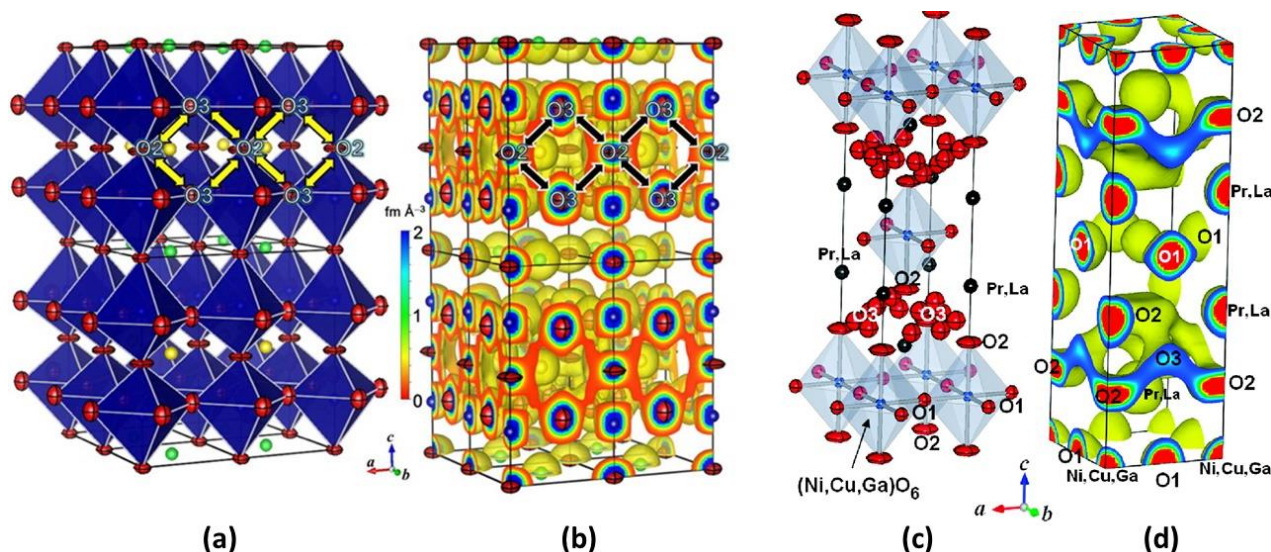 O3 O3
O2 O2 O2
O3 O3
a b c
fm Å⁻³
2
1
0
O3 O3
O2 O2 O2
O3 O3
Pr,La
O2
Pr,La
O3 O3
O2
O1 O1
O2
(Ni,Cu,Ga)O₆
a b c
O2
Pr,La
O1
O1 O1
O2 Pr,La
O3
O2 O2
O2 Pr,La
O1 Ni,Cu,Ga O1 Ni,Cu,Ga
(a) (b) (c) (d)